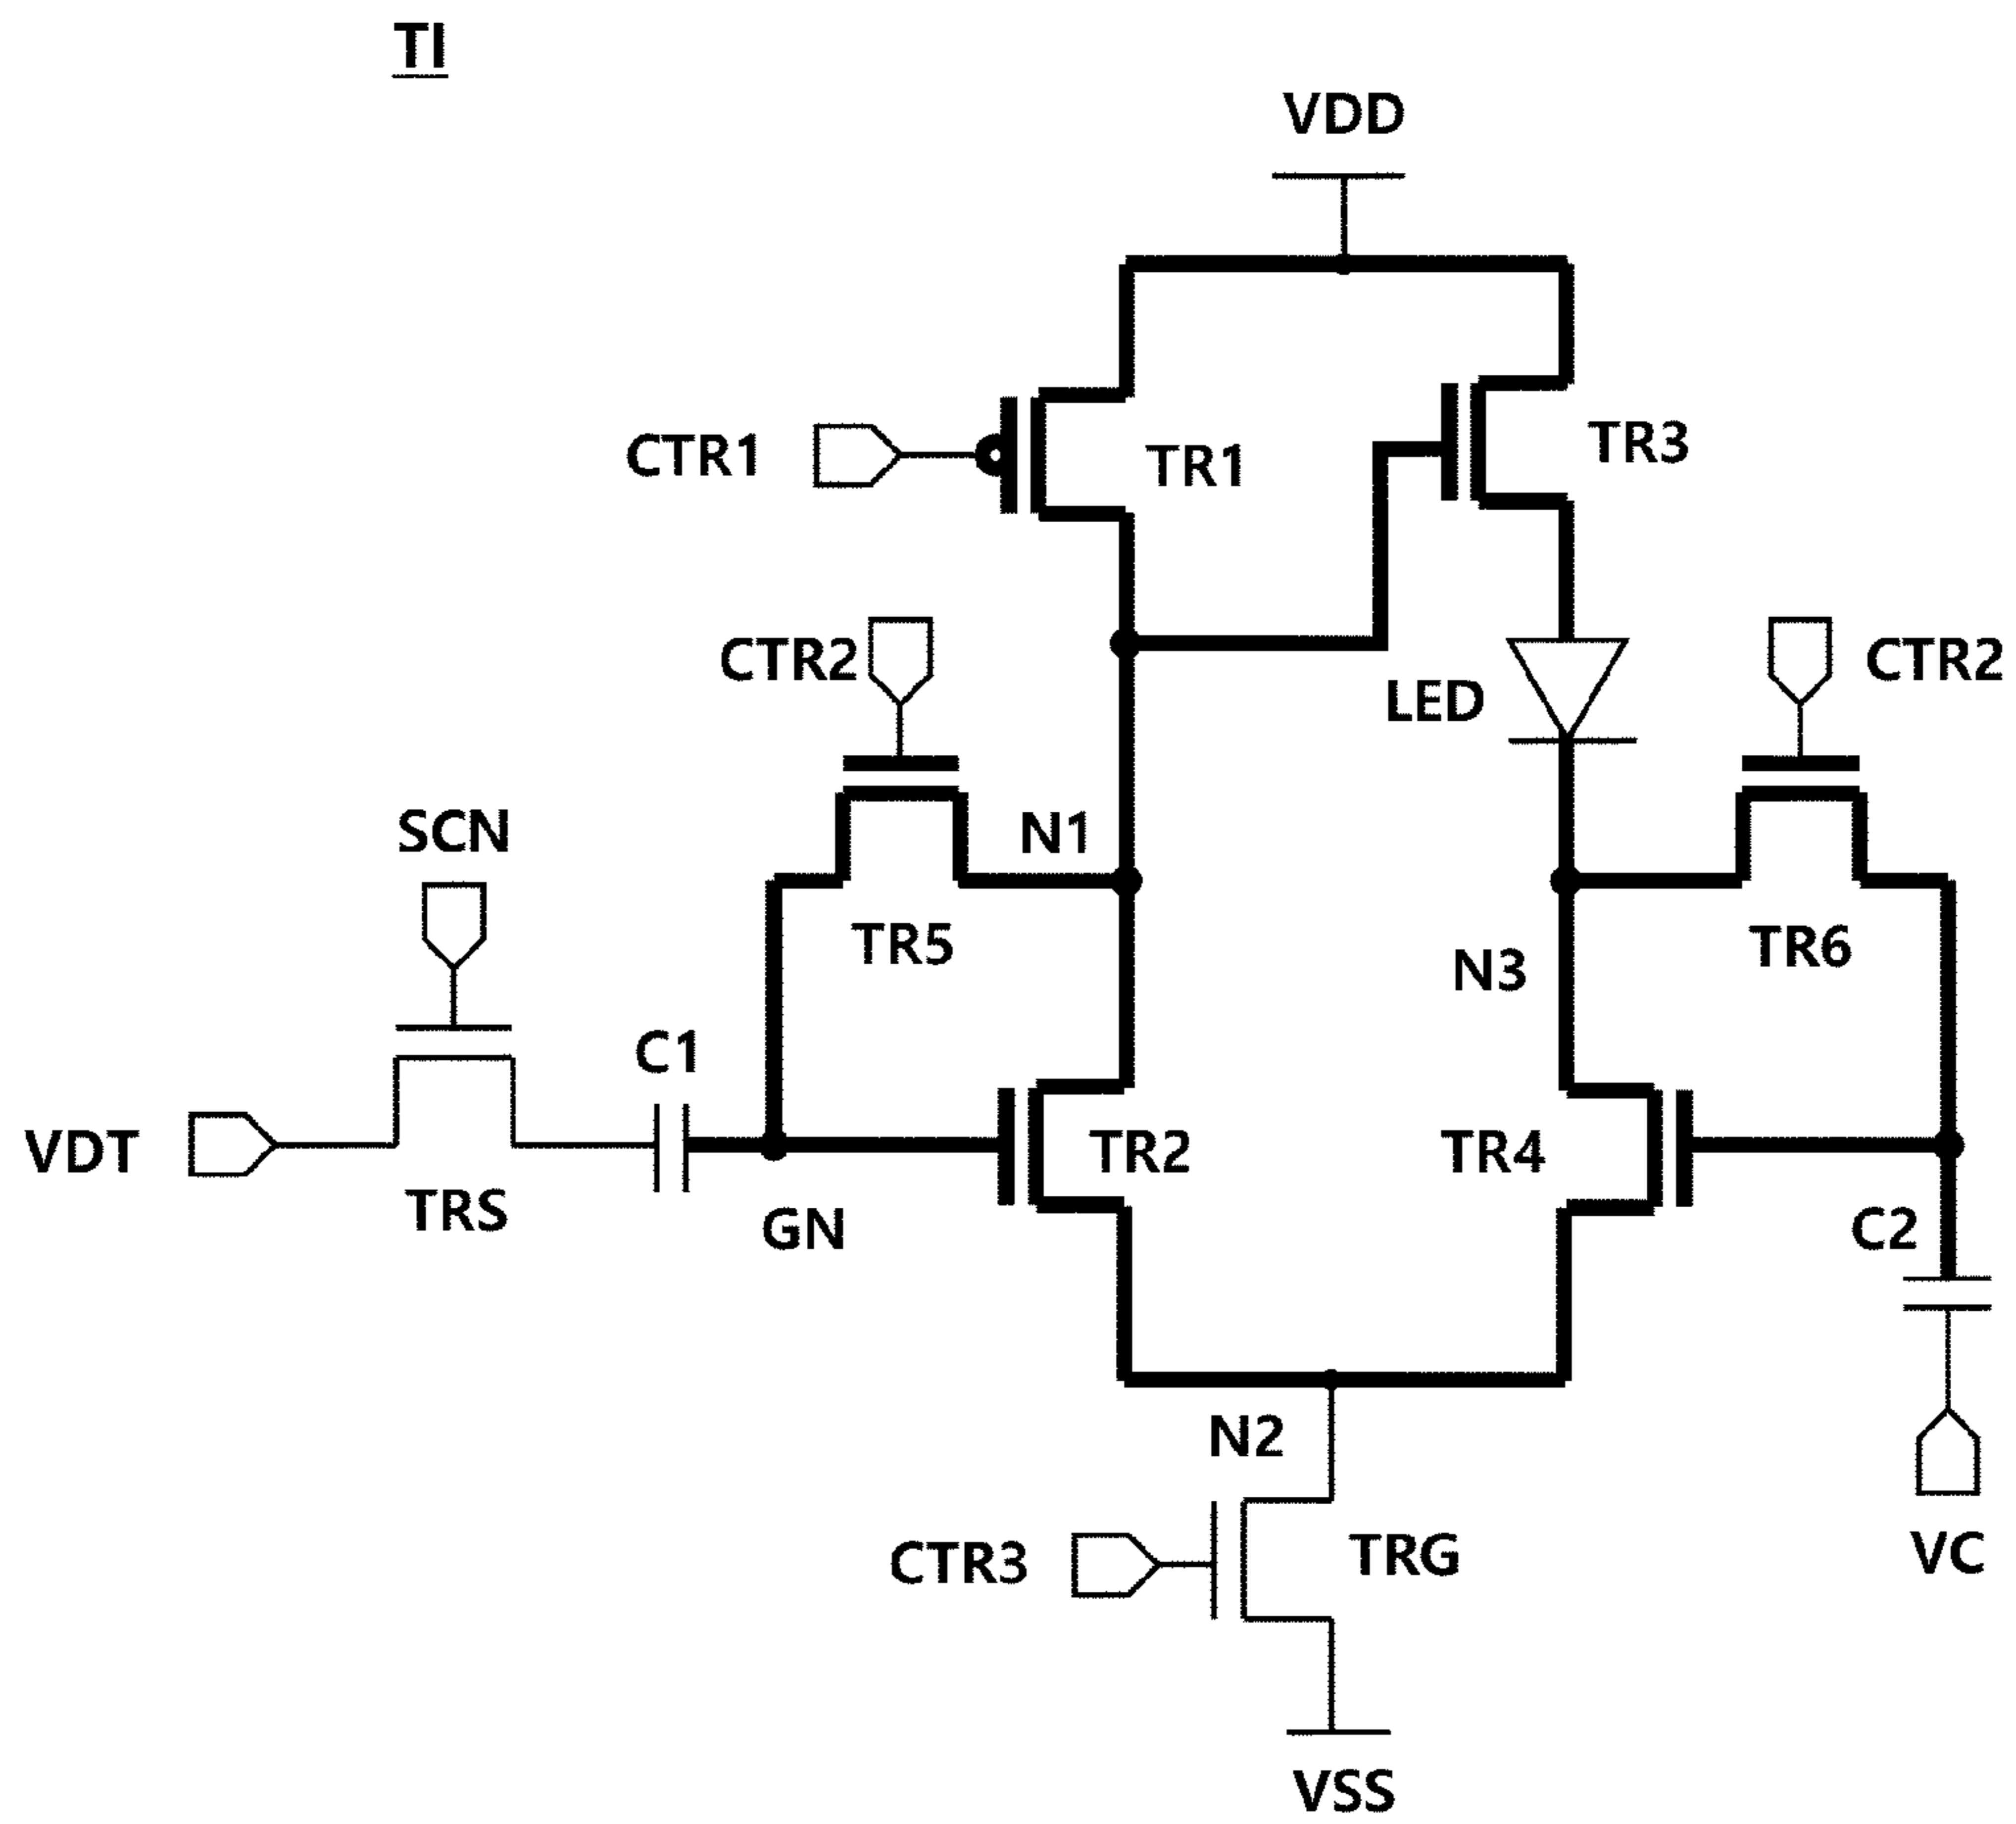 TI
VDD
CTR1
TR1
TR3
CTR2
LED
CTR2
SCN
N1
TR5
TR6
N3
C1
VDT
TRS
GN
TR2
TR4
C2
N2
CTR3
TRG
VC
VSS